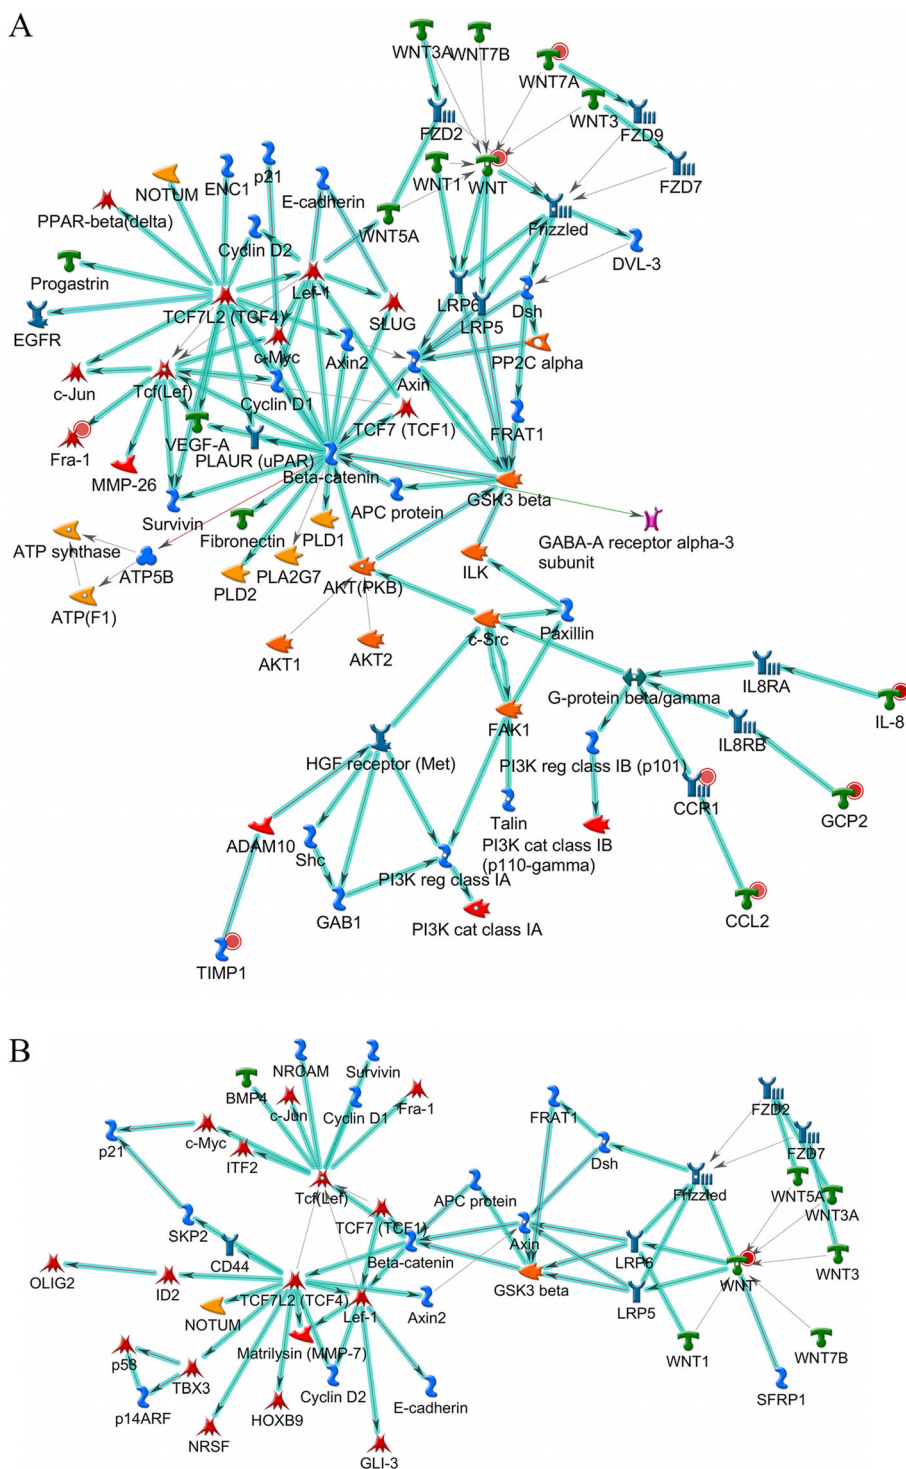 A
WNT3A
WNT7B
WNT7A
WNT3
FZD2
FZD9
FZD7
NOTUM
ENC1
p21
E-cadherin
WNT1
WNT
PPAR-beta(delta)
WNT5A
Frizzled
Cyclin D2
DVL-3
Progastrin
Lef-1
LRP6
LRP5
Dsh
TCF7L2 (TCF4)
SLUG
EGFR
c-Myc
Axin2
Axin
PP2C alpha
c-Jun
Tcf(Lef)
Cyclin D1
TCF7 (TCF1)
FRAT1
Fra-1
VEGF-A
PLAUR (uPAR)
MMP-26
Beta-catenin
GSK3 beta
Survivin
APC protein
Fibronectin
PLD1
GABA-A receptor alpha-3
subunit
ATP synthase
ATP5B
PLD2
PLA2G7
AKT(PKB)
ILK
ATP(F1)
AKT1
AKT2
c-Src
Paxillin
G-protein beta/gamma
IL8RA
IL-8
FAK1
IL8RB
HGF receptor (Met)
PI3K reg class IB (p101)
CCR1
GCP2
Talin
ADAM10
Shc
PI3K cat class IB
(p110-gamma)
PI3K reg class IA
GAB1
PI3K cat class IA
CCL2
TIMP1
B
NRCAM
Survivin
BMP4
c-Jun
Cyclin D1
Fra-1
FRAT1
FZD2
p21
c-Myc
ITF2
Dsh
FZD7
Tcf(Lef)
APC protein
Frizzled
WNT5A
WNT3A
SKP2
TCF7 (TCF1)
Axin
CD44
Beta-catenin
LRP6
WNT3
OLIG2
ID2
TCF7L2 (TCF4)
GSK3 beta
WNT
NOTUM
Lef-1
Axin2
LRP5
Matrilysin (MMP-7)
WNT1
WNT7B
p53
TBX3
Cyclin D2
E-cadherin
SFRP1
p14ARF
HOXB9
NRSF
GLI-3